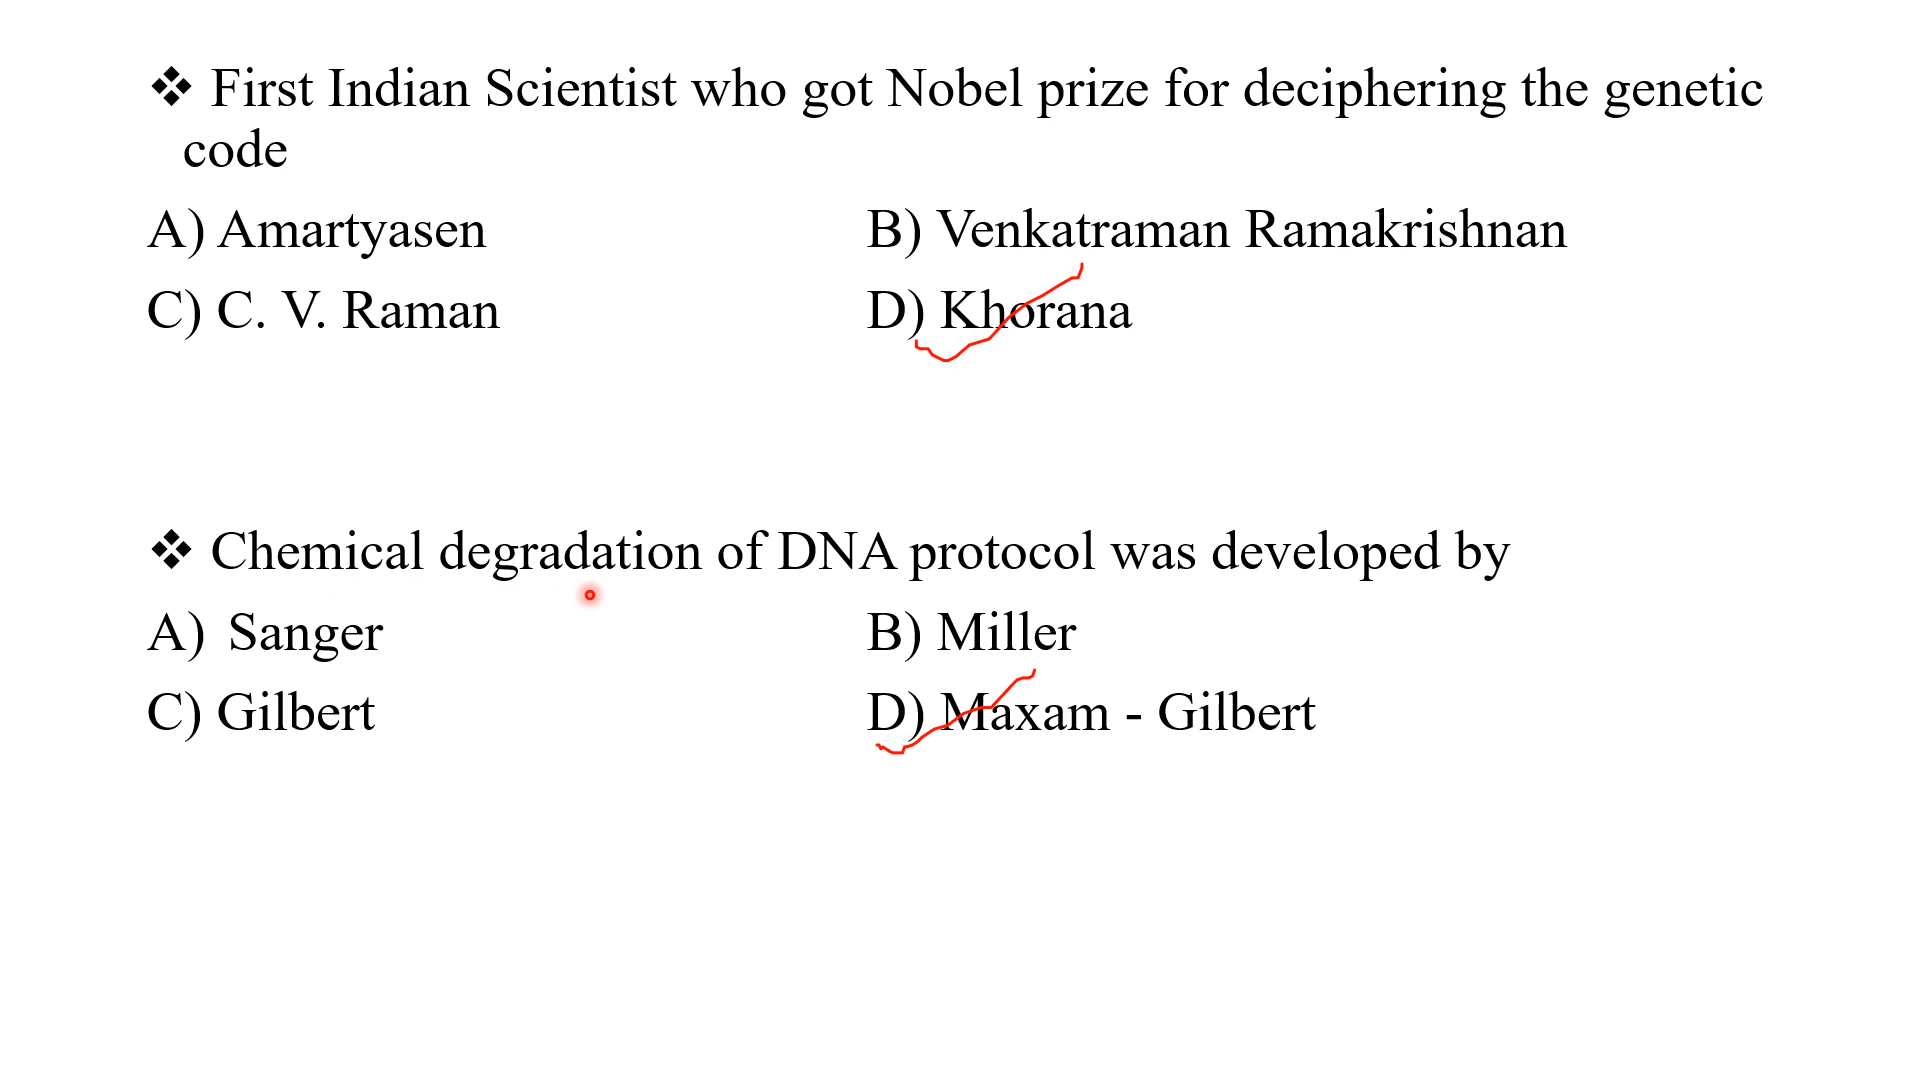 ❖ First Indian Scientist who got Nobel prize for deciphering the genetic
code
A) Amartyasen B) Venkatraman Ramakrishnan
C) C. V. Raman D) Khorana
❖ Chemical degradation of DNA protocol was developed by
A) Sanger B) Miller
C) Gilbert D) Maxam - Gilbert